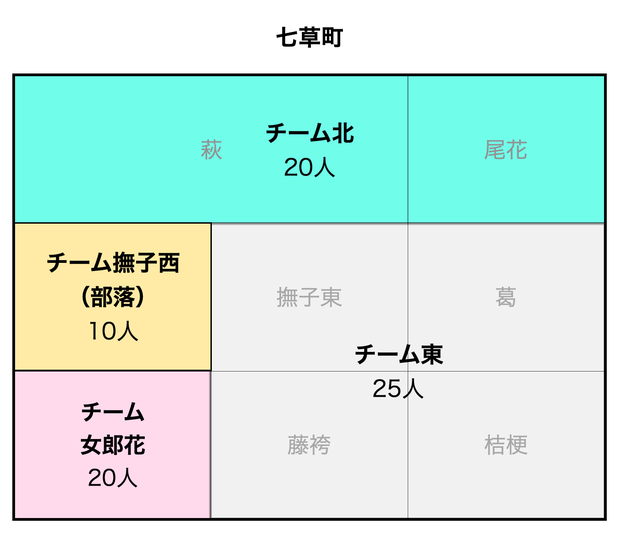 七草町
萩
チーム北
20人
尾花
チーム撫子西
（部落）
10人
撫子東
葛
チーム東
25人
チーム
女郎花
20人
藤袴
桔梗